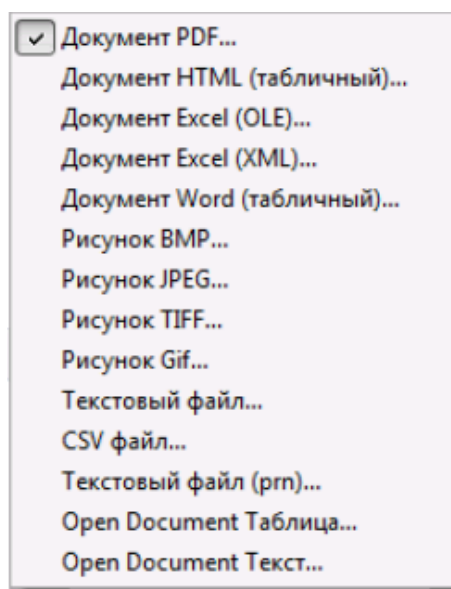 Документ PDF...
Документ HTML (табличный)...
Документ Excel (OLE)...
Документ Excel (XML)...
Документ Word (табличный)...
Рисунок BMP...
Рисунок JPEG...
Рисунок TIFF...
Рисунок Gif...
Текстовый файл...
CSV файл...
Текстовый файл (prn)...
Open Document Таблица...
Open Document Текст...